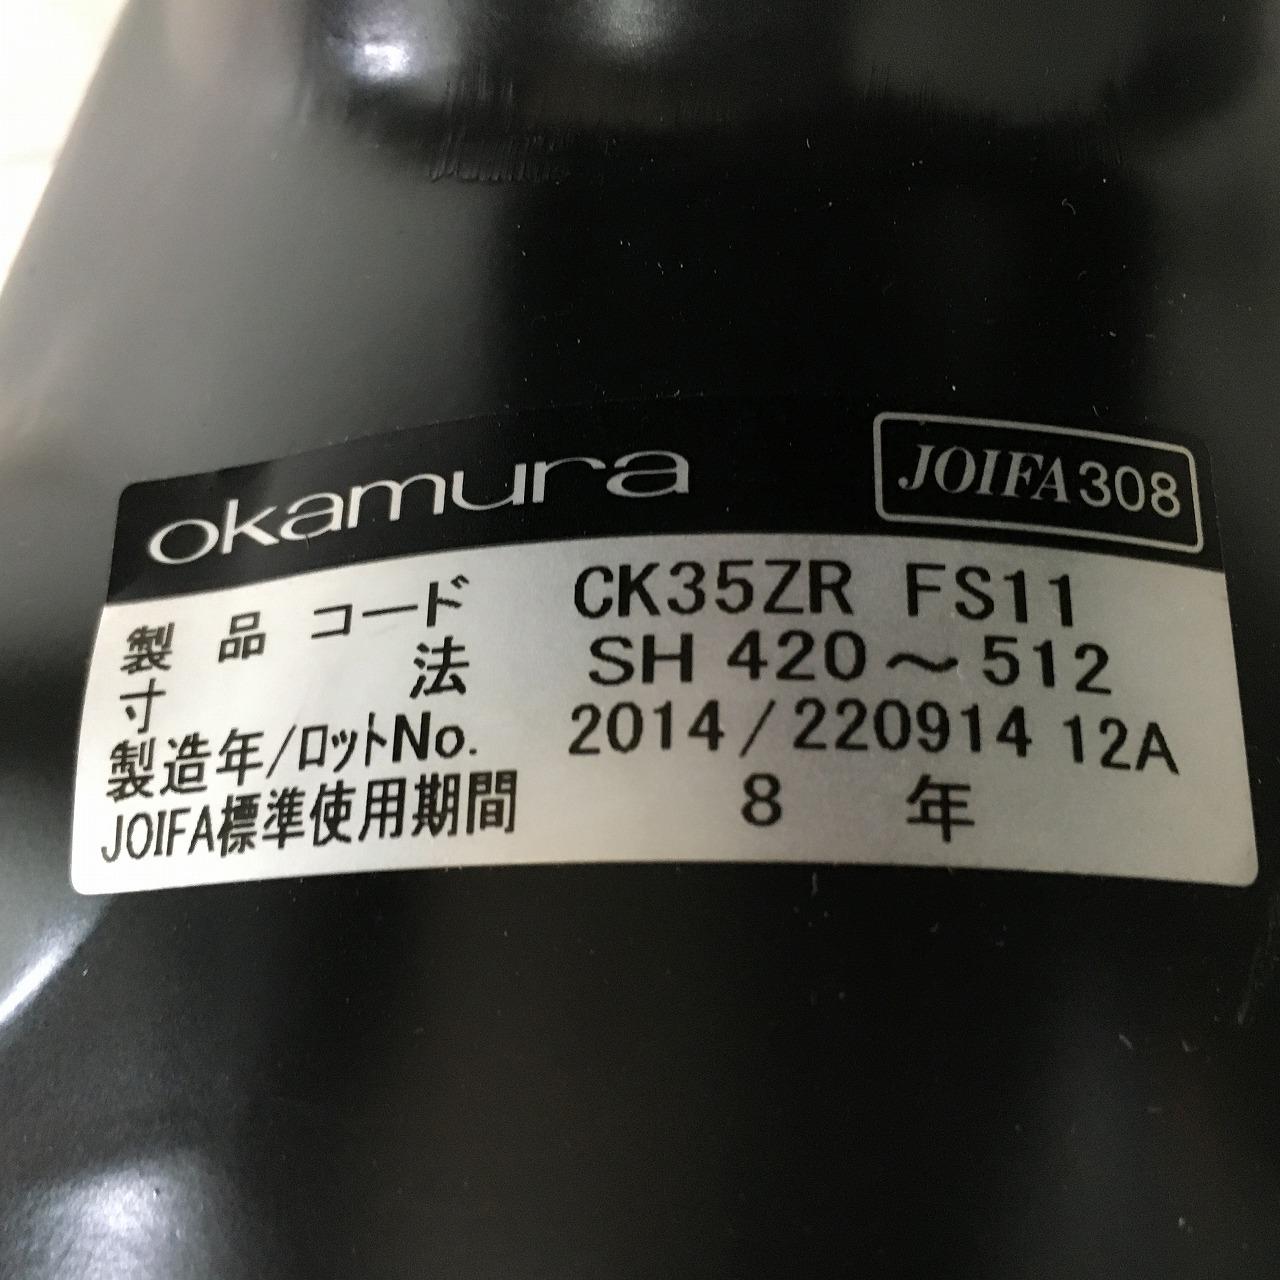 okamura JOIFA308
製品コード CK35ZR FS11
寸法 SH 420～512
製造年/ロットNo. 2014/220914 12A
JOIFA標準使用期間 8 年